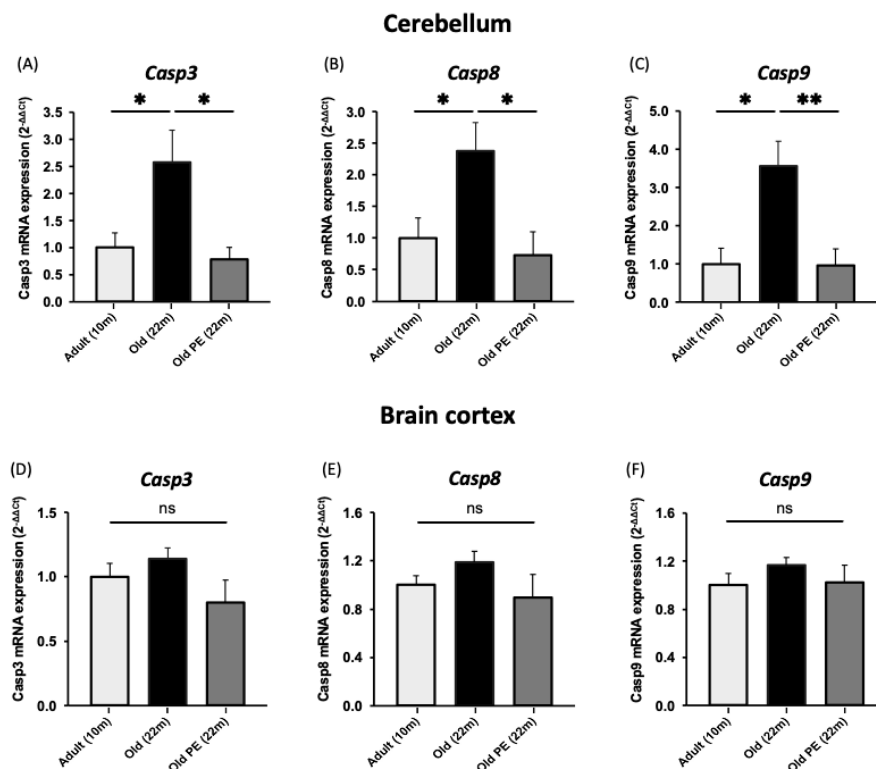 Cerebellum
(A)
Casp3
Casp3 mRNA expression (2-ΔΔCt)
3.5
3.0
2.5
2.0
1.5
1.0
0.5
0.0
* *
Adult (10m)
Old (22m)
Old PE (22m)
(B)
Casp8
Casp8 mRNA expression (2-ΔΔCt)
3.0
2.5
2.0
1.5
1.0
0.5
0.0
* *
Adult (10m)
Old (22m)
Old PE (22m)
(C)
Casp9
Casp9 mRNA expression (2-ΔΔCt)
5.0
4.0
3.0
2.0
1.0
0.0
* **
Adult (10m)
Old (22m)
Old PE (22m)
Brain cortex
(D)
Casp3
Casp3 mRNA expression (2-ΔΔCt)
1.5
1.0
0.5
0.0
ns
Adult (10m)
Old (22m)
Old PE (22m)
(E)
Casp8
Casp8 mRNA expression (2-ΔΔCt)
1.6
1.2
0.8
0.4
0.0
ns
Adult (10m)
Old (22m)
Old PE (22m)
(F)
Casp9
Casp9 mRNA expression (2-ΔΔCt)
1.6
1.2
0.8
0.4
0.0
ns
Adult (10m)
Old (22m)
Old PE (22m)